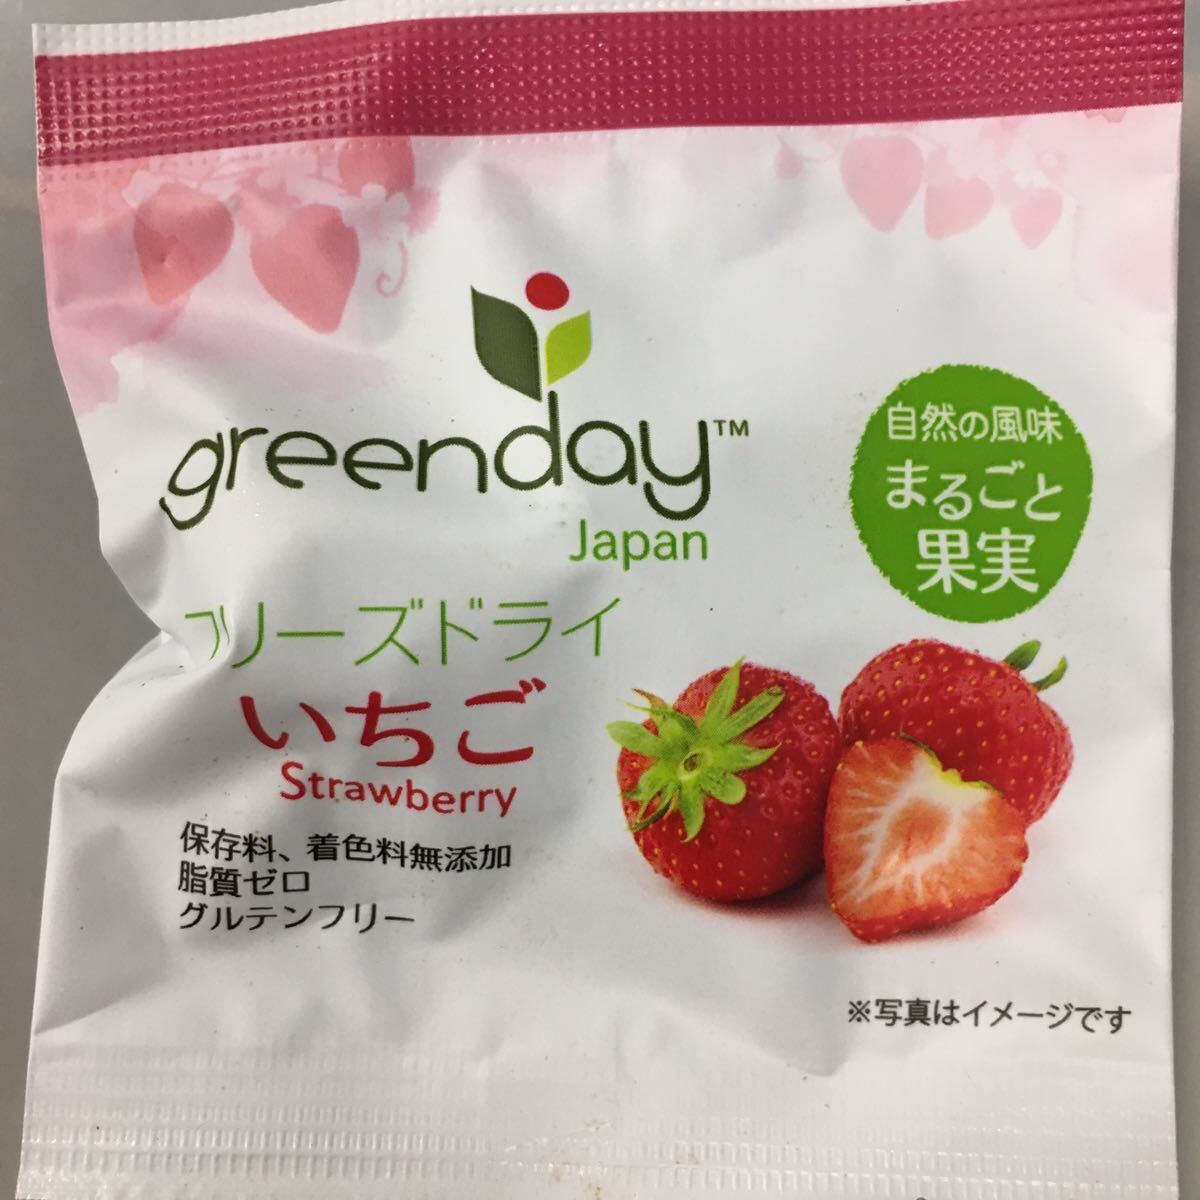 greenday™
Japan
自然の風味
まるごと
果実
フリーズドライ
いちご
Strawberry
保存料、着色料無添加
脂質ゼロ
グルテンフリー
※写真はイメージです